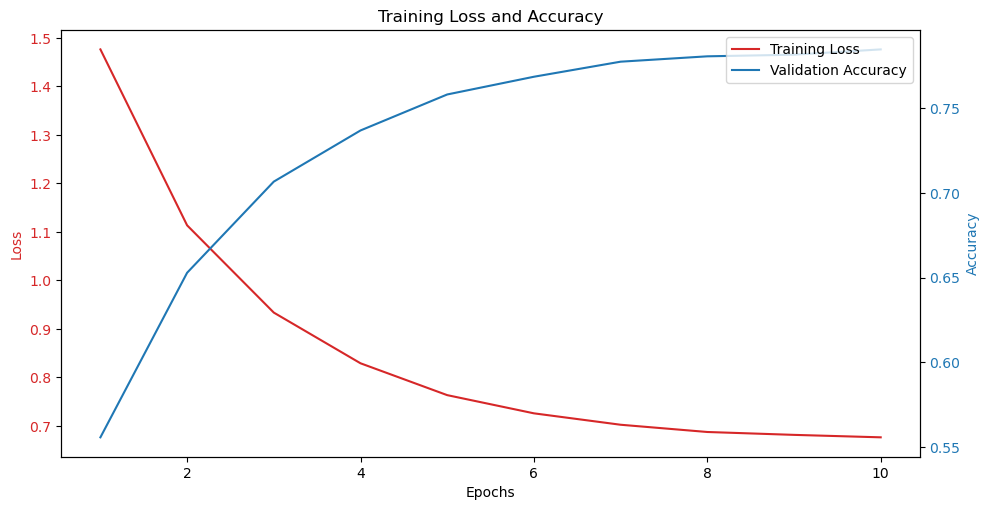 Training Loss and Accuracy
Training Loss
Validation Accuracy
1.5
1.4
1.3
1.2
1.1
1.0
0.9
0.8
0.7
Loss
0.75
0.70
0.65
0.60
0.55
Accuracy
2 4 6 8 10
Epochs